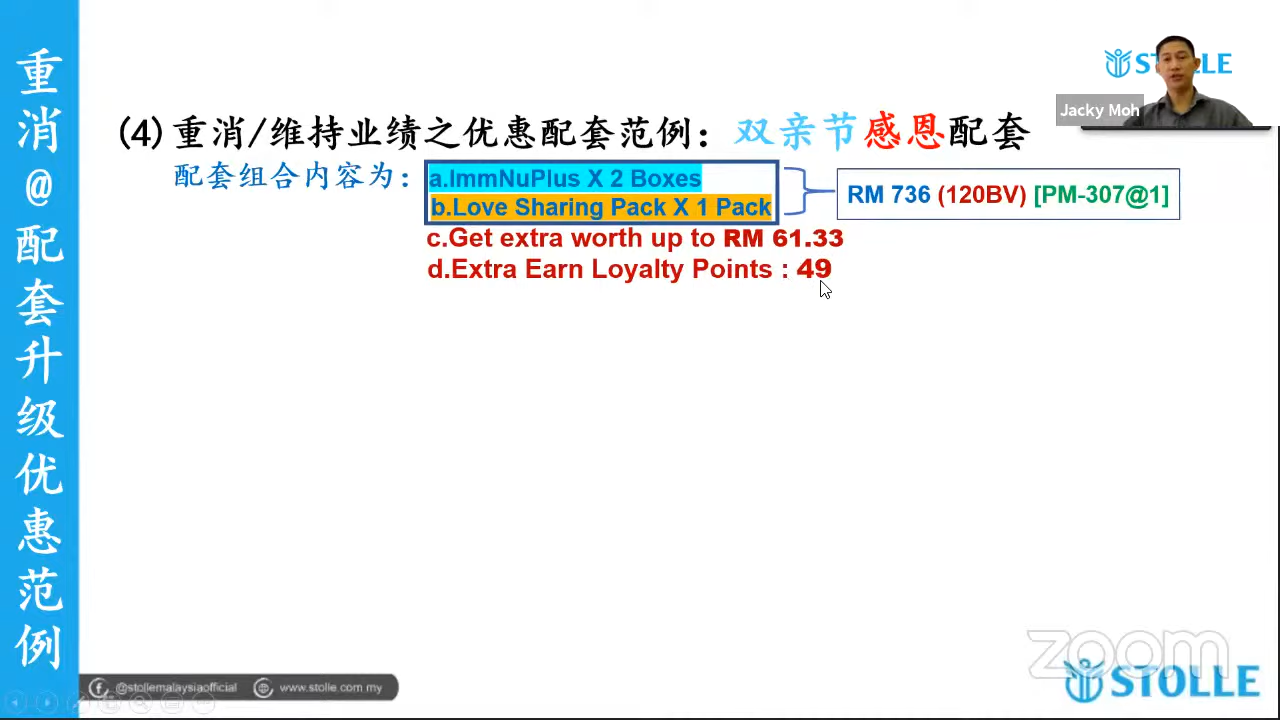 重消@配套升级优惠范例
STOLLE
Jacky Moh
(4)重消/维持业绩之优惠配套范例：双亲节感恩配套
配套组合内容为：
a.ImmNuPlus X 2 Boxes
b.Love Sharing Pack X 1 Pack
RM 736 (120BV) [PM-307@1]
c.Get extra worth up to RM 61.33
d.Extra Earn Loyalty Points : 49
zoom
@stollemalaysiaofficial
www.stolle.com.my
STOLLE